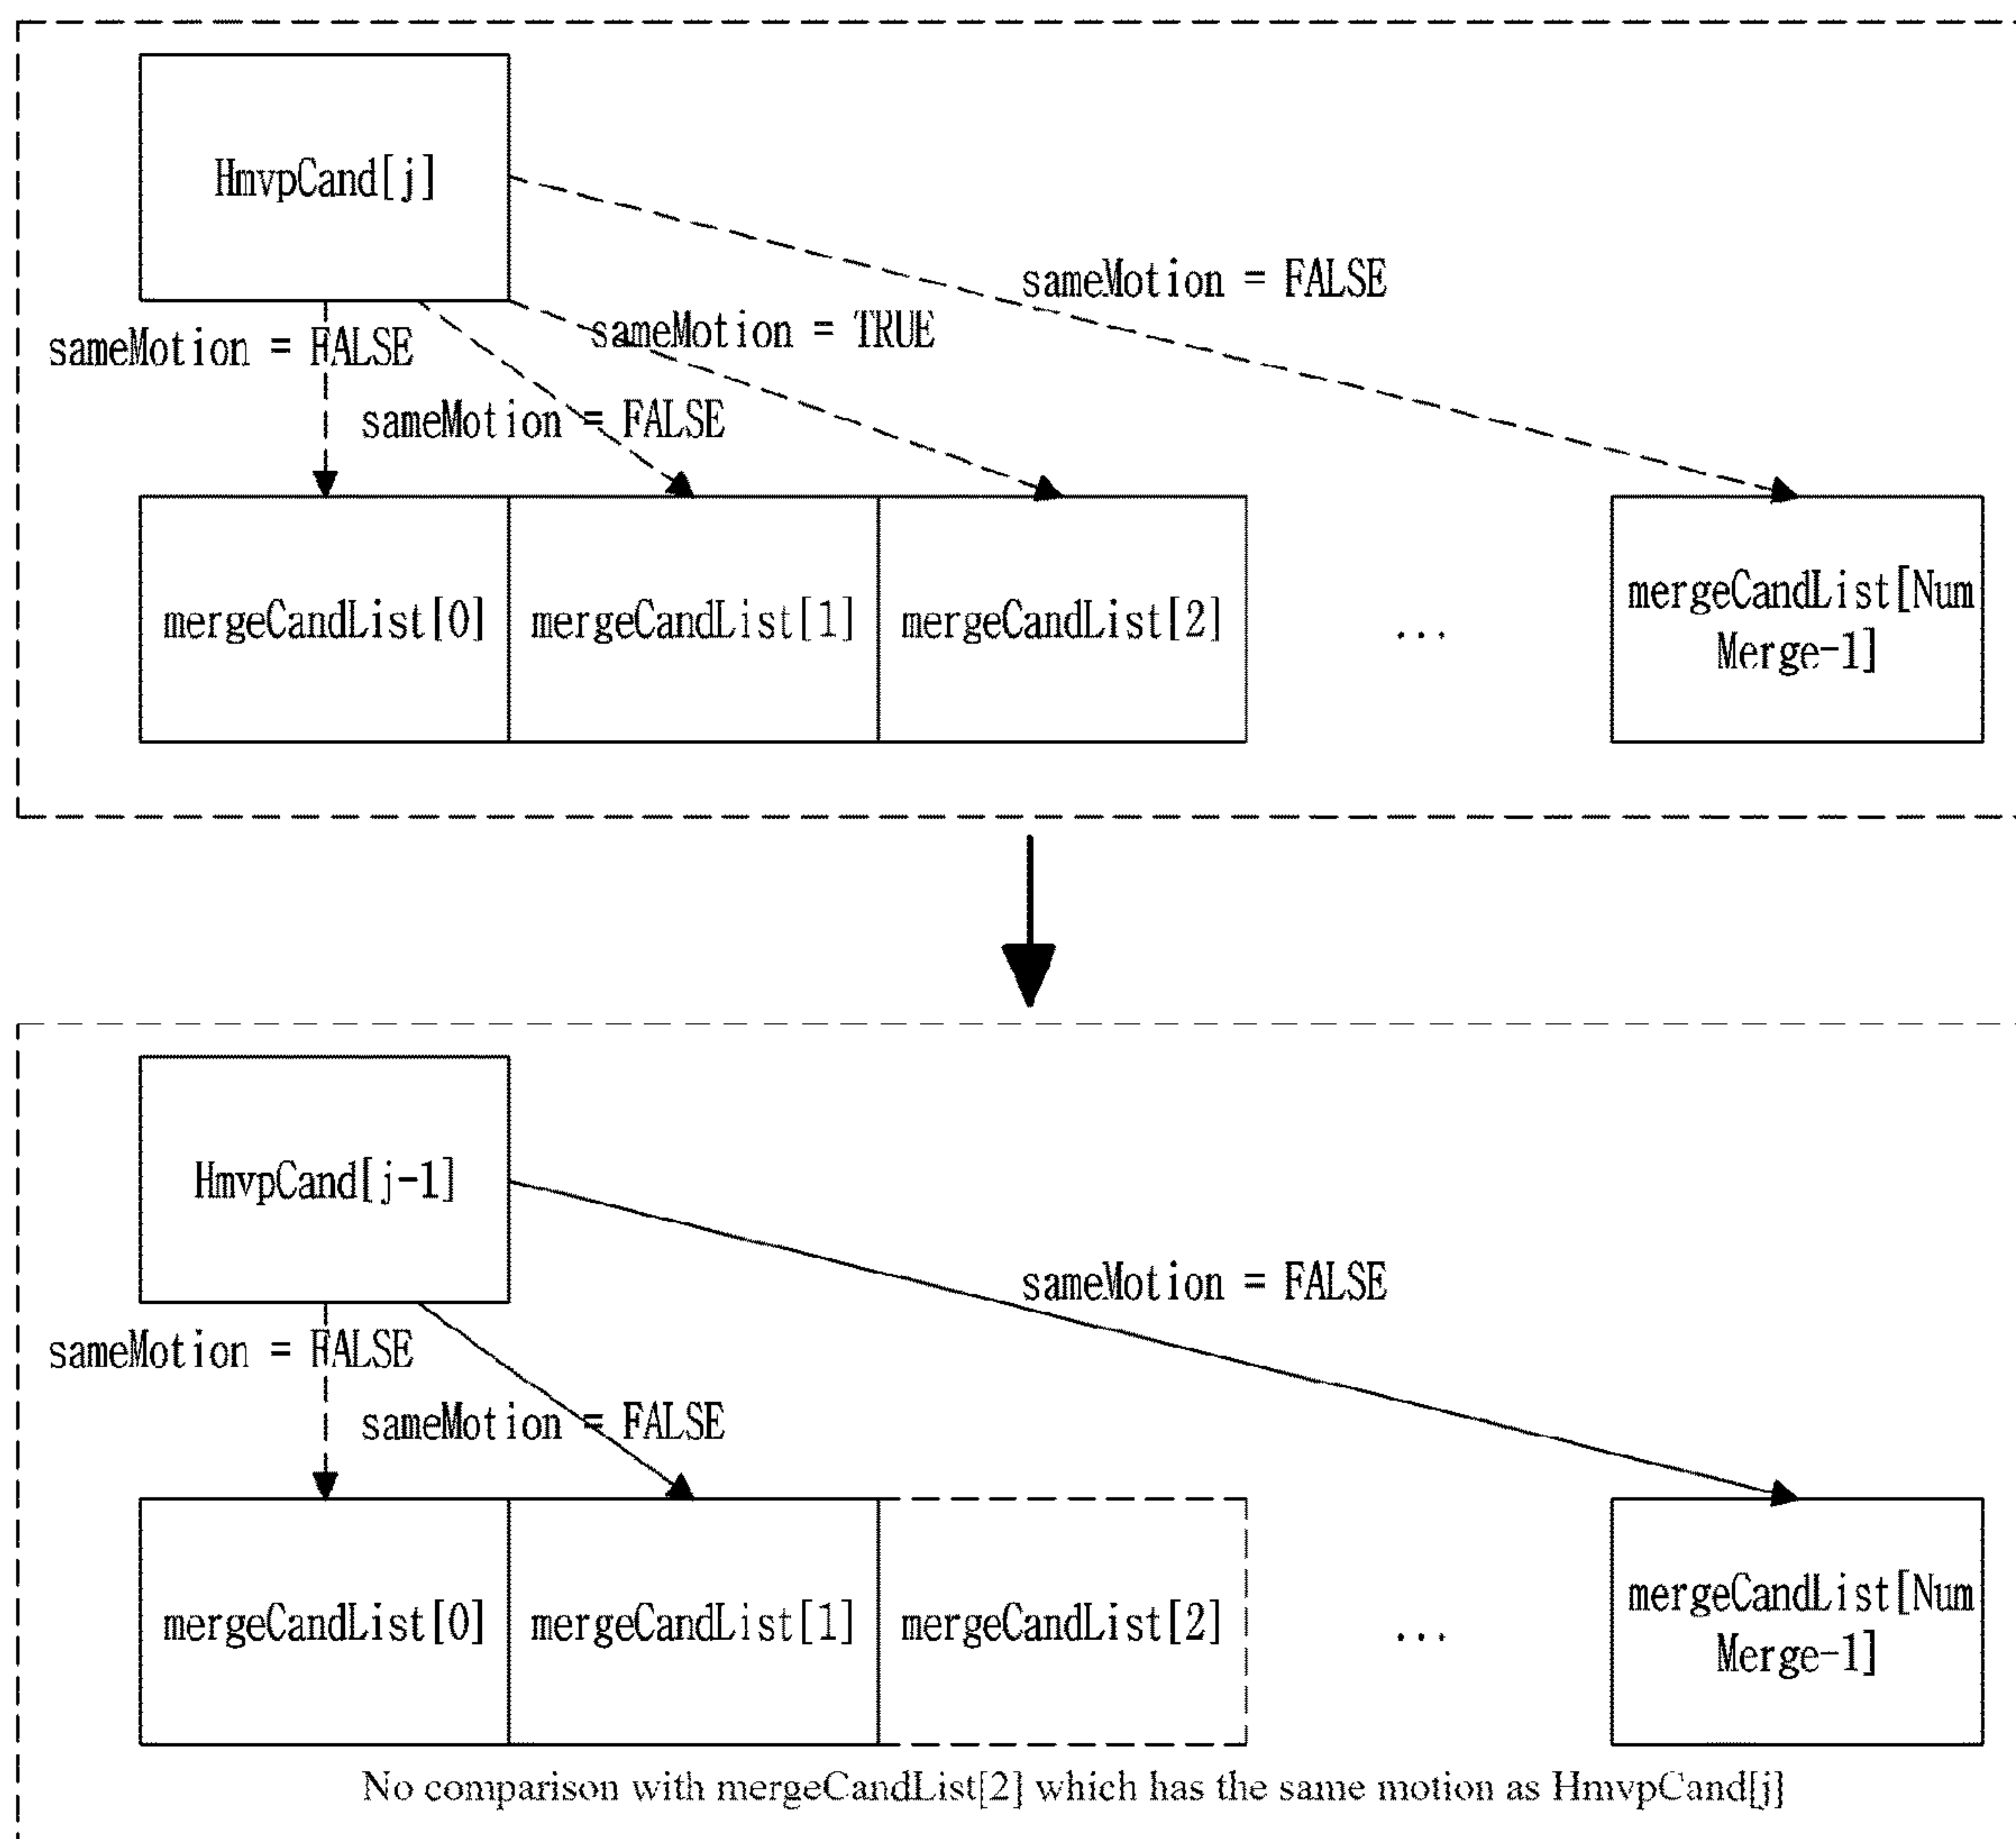 HmvpCand[j]
sameMotion = FALSE
sameMotion = TRUE
sameMotion = FALSE
sameMotion = FALSE
mergeCandList[0]
mergeCandList[1]
mergeCandList[2]
...
mergeCandList[Num
Merge-1]
HmvpCand[j-1]
sameMotion = FALSE
sameMotion = FALSE
sameMotion = FALSE
mergeCandList[0]
mergeCandList[1]
mergeCandList[2]
...
mergeCandList[Num
Merge-1]
No comparison with mergeCandList[2] which has the same motion as HmvpCand[j]